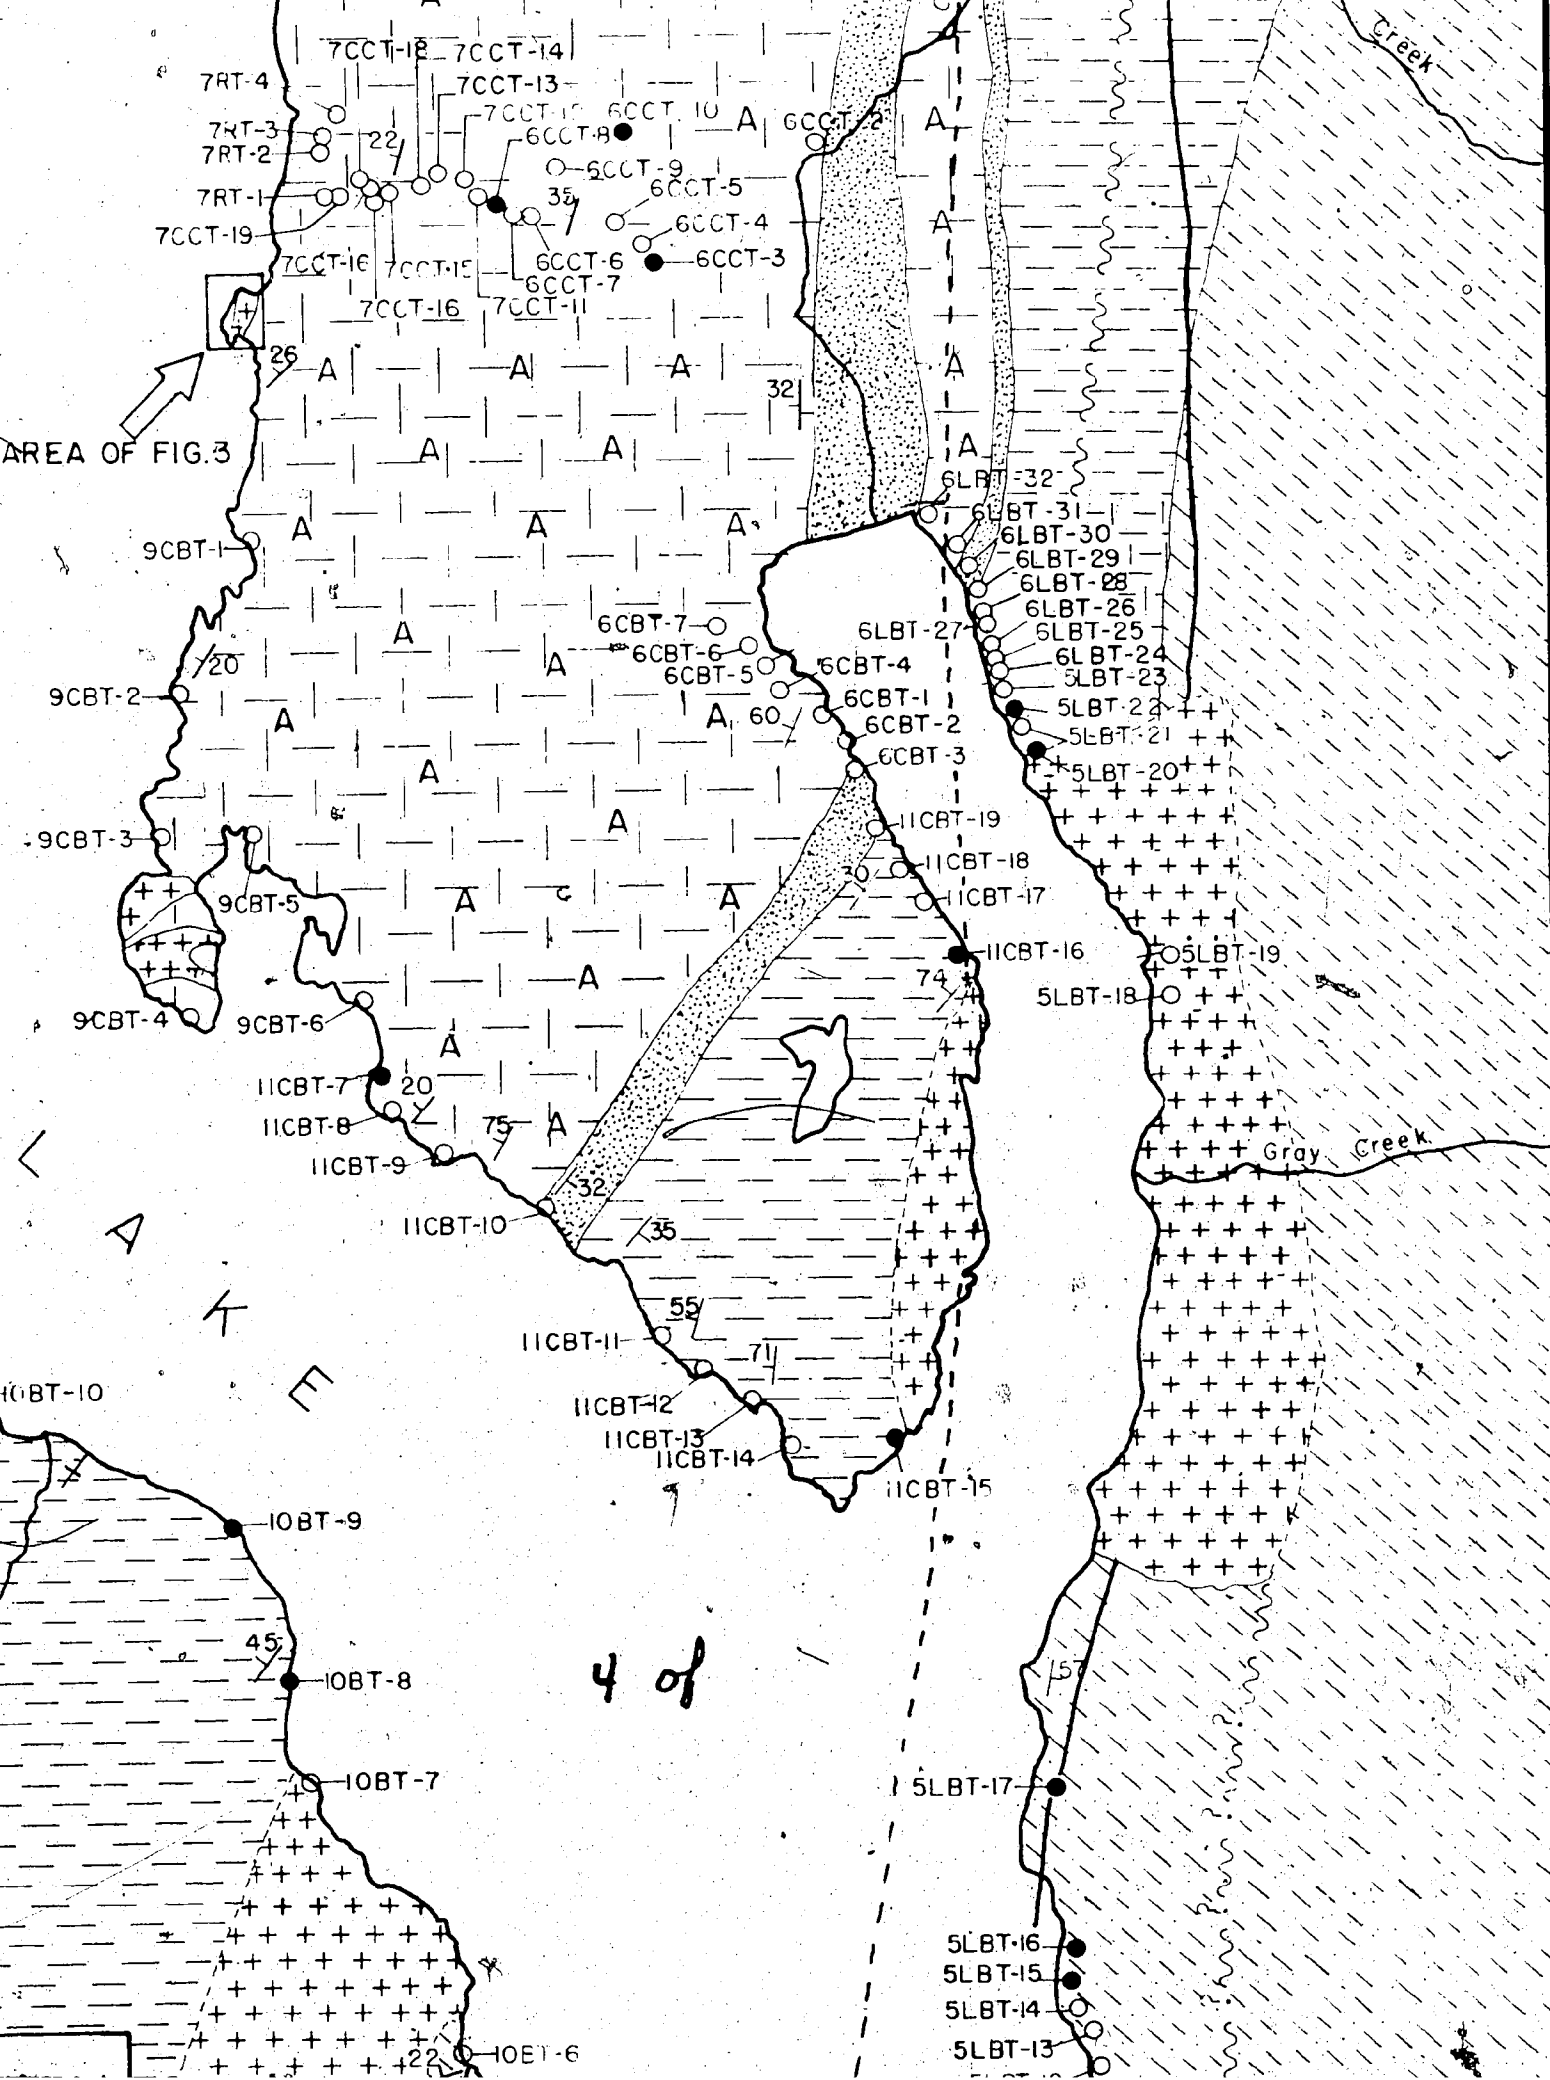 Creek
7CCT-18 7CCT-14
7RT-4
7CCT-13
6CCT-10
7RT-3
6CCT-8
A
6CCT-2
A
7RT-2
22
6CCT-9
7RT-1
35
6CCT-5
7CCT-19
6CCT-4
A
7CCT-16
7CCT-15
6CCT-6
6CCT-3
6CCT-7
7CCT-16
7CCT-11
26
A
A
A
A
32
AREA OF FIG.3
A
A
A
6LBT-32
A
A
A
6LBT-31
6LBT-30
9CBT-1
6LBT-29
6LBT-28
6LBT-26
6CBT-7
A
6LBT-27
6LBT-25
6CBT-6
6LBT-24
20
A
6CBT-5
6CBT-4
5LBT-23
9CBT-2
6CBT-1
5LBT-22
A
A
60
6CBT-2
5LBT-21
6CBT-3
5LBT-20
A
A
11CBT-19
9CBT-3
11CBT-18
30
9CBT-5
A
A
11CBT-17
11CBT-16
5LBT-19
A
74
5LBT-18
9CBT-4
9CBT-6
A
11CBT-7
20
11CBT-8
75
A
Gray Creek
11CBT-9
32
11CBT-10
35
L
A
K
E
55
11CBT-11
71
10BT-10
11CBT-12
11CBT-13
11CBT-14
11CBT-15
10BT-9
45
10BT-8
4 of
57
10BT-7
5LBT-17
5LBT-16
5LBT-15
5LBT-14
5LBT-13
22
10BT-6